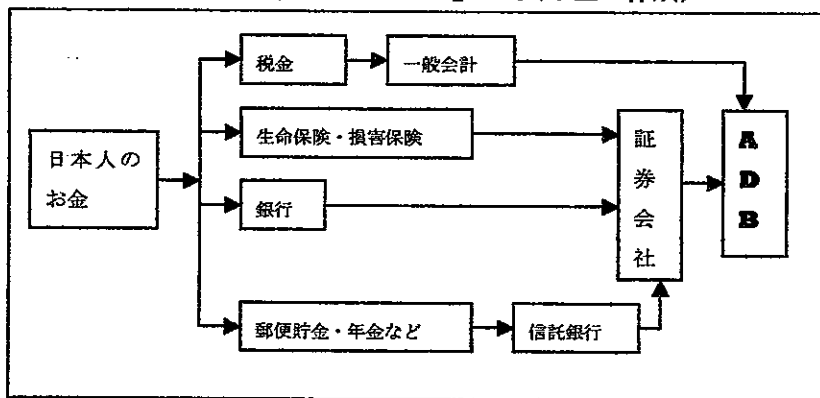 税金
一般会計
生命保険・損害保険
日本人の
お金
銀行
郵便貯金・年金など
信託銀行
証券会社
ADB